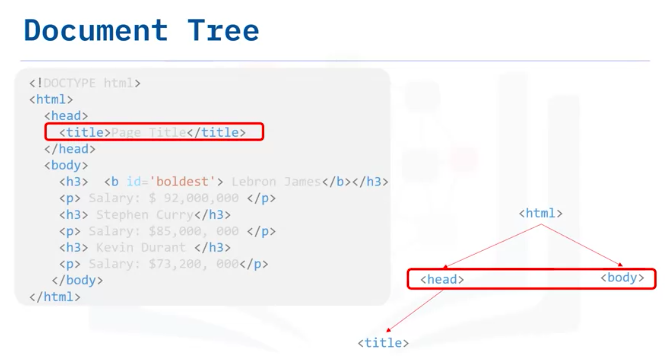 Document Tree
<!DOCTYPE html>
<html>
<head>
<title>Page Title</title>
</head>
<body>
<h3> <b id='boldest'> Lebron James</b></h3>
<p> Salary: $ 92,000,000 </p>
<h3> Stephen Curry</h3>
<p> Salary: $85,000, 000 </p>
<h3> Kevin Durant </h3>
<p> Salary: $73,200, 000</p>
</body>
</html>
<html>
<head> <body>
<title>